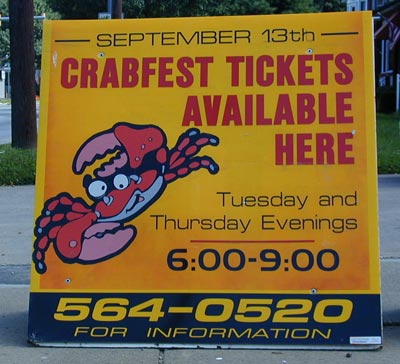 SEPTEMBER 13th
CRABFEST TICKETS
AVAILABLE
HERE
Tuesday and
Thursday Evenings
6:00-9:00
564-0520
FOR INFORMATION